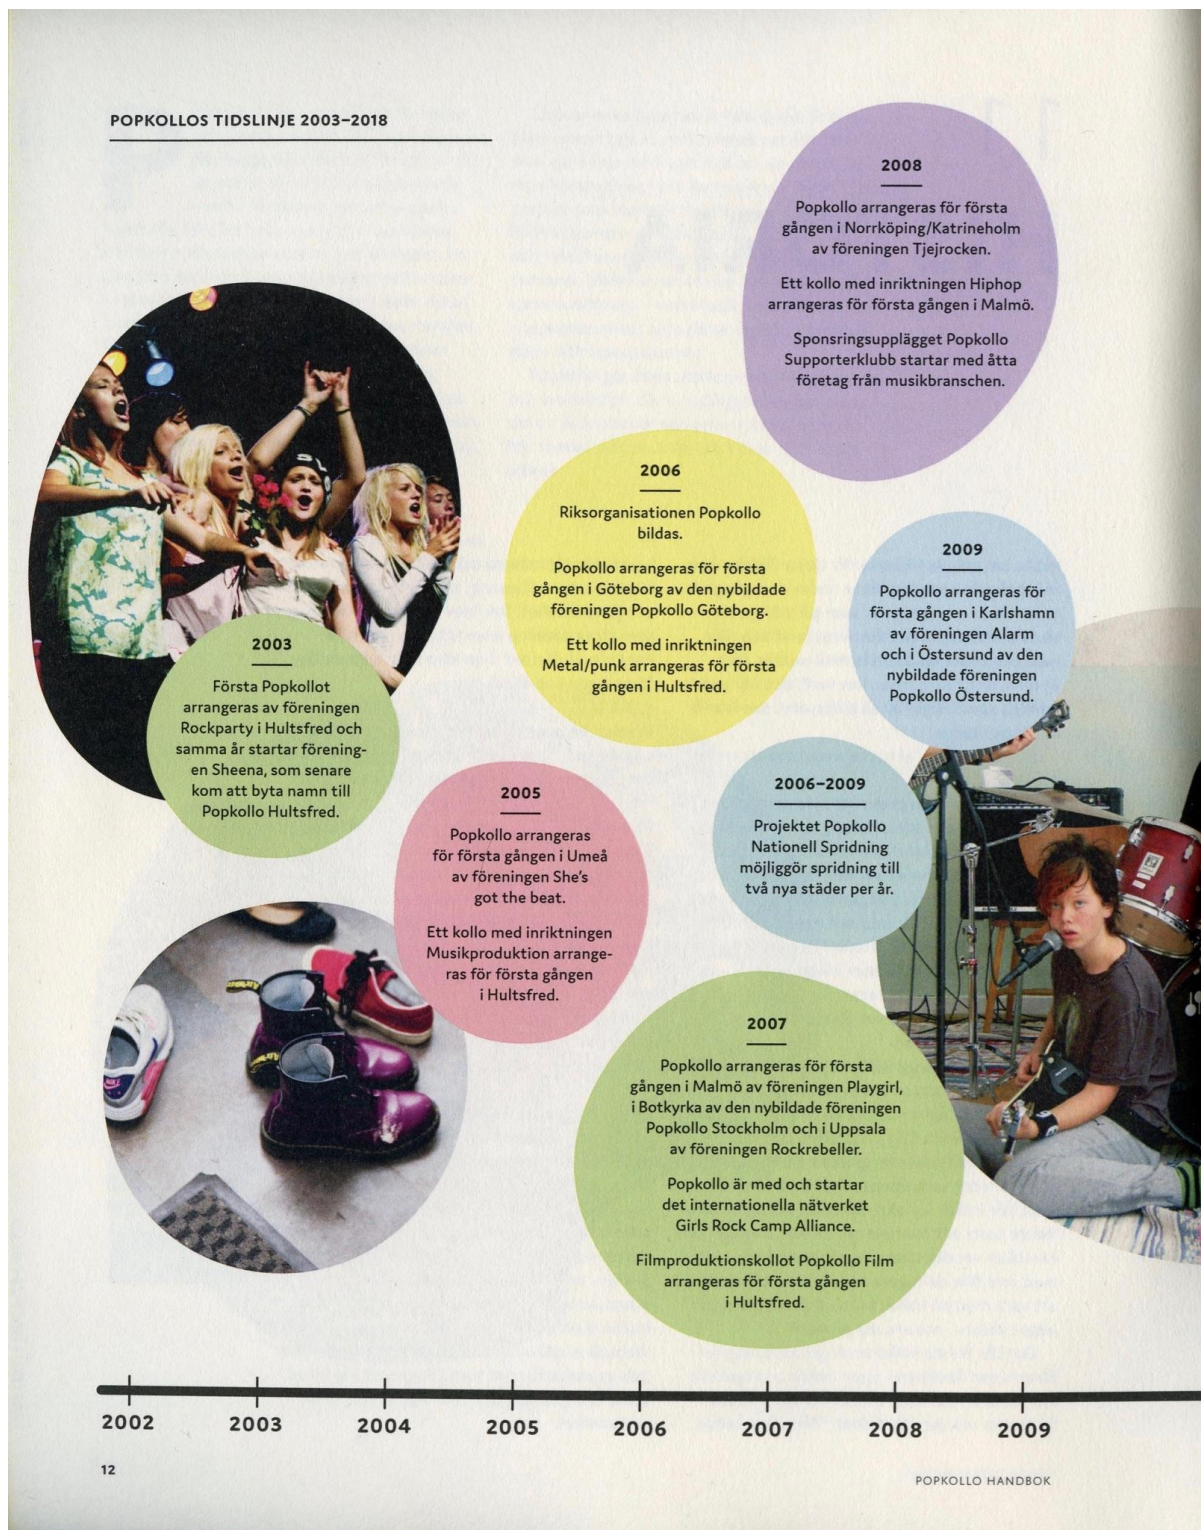 POPKOLLOS TIDSLINJE 2003–2018
2008
Popkollo arrangeras för första
gången i Norrköping/Katrineholm
av föreningen Tjejrocken.
Ett kollo med inriktningen Hiphop
arrangeras för första gången i Malmö.
Sponsringsupplägget Popkollo
Supporterklubb startar med åtta
företag från musikbranschen.
2006
Riksorganisationen Popkollo
bildas.
Popkollo arrangeras för första
gången i Göteborg av den nybildade
föreningen Popkollo Göteborg.
Ett kollo med inriktningen
Metal/punk arrangeras för första
gången i Hultsfred.
2009
Popkollo arrangeras för
första gången i Karlshamn
av föreningen Alarm
och i Östersund av den
nybildade föreningen
Popkollo Östersund.
2003
Första Popkollot
arrangeras av föreningen
Rockparty i Hultsfred och
samma år startar förening-
en Sheena, som senare
kom att byta namn till
Popkollo Hultsfred.
2005
Popkollo arrangeras
för första gången i Umeå
av föreningen She's
got the beat.
Ett kollo med inriktningen
Musikproduktion arrange-
ras för första gången
i Hultsfred.
2006–2009
Projektet Popkollo
Nationell Spridning
möjliggör spridning till
två nya städer per år.
2007
Popkollo arrangeras för första
gången i Malmö av föreningen Playgirl,
i Botkyrka av den nybildade föreningen
Popkollo Stockholm och i Uppsala
av föreningen Rockrebeller.
Popkollo är med och startar
det internationella nätverket
Girls Rock Camp Alliance.
Filmproduktionskollot Popkollo Film
arrangeras för första gången
i Hultsfred.
2002 2003 2004 2005 2006 2007 2008 2009
12
POPKOLLO HANDBOK